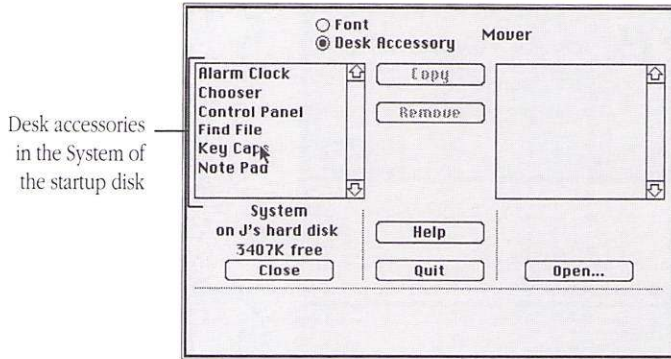 Font
Desk Accessory
Mover
Alarm Clock
Chooser
Control Panel
Find File
Key Caps
Note Pad
Copy
Remove
Desk accessories
in the System of
the startup disk
System
on J's hard disk
3407K free
Close
Help
Quit
Open...